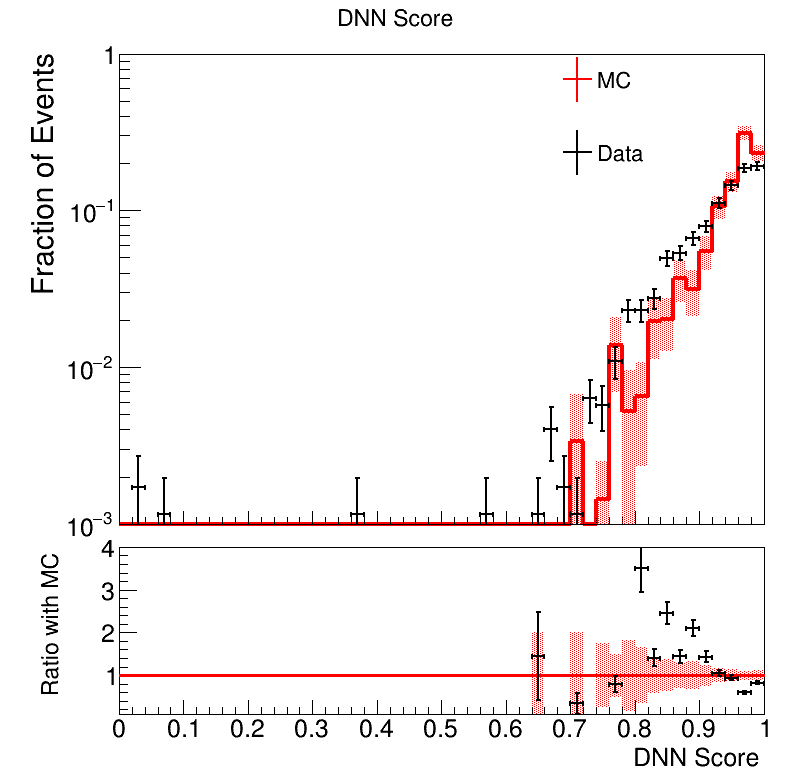 DNN Score
Fraction of Events
1
10⁻¹
10⁻²
10⁻³
MC
Data
Ratio with MC
4
3
2
1
0 0.1 0.2 0.3 0.4 0.5 0.6 0.7 0.8 0.9 1
DNN Score